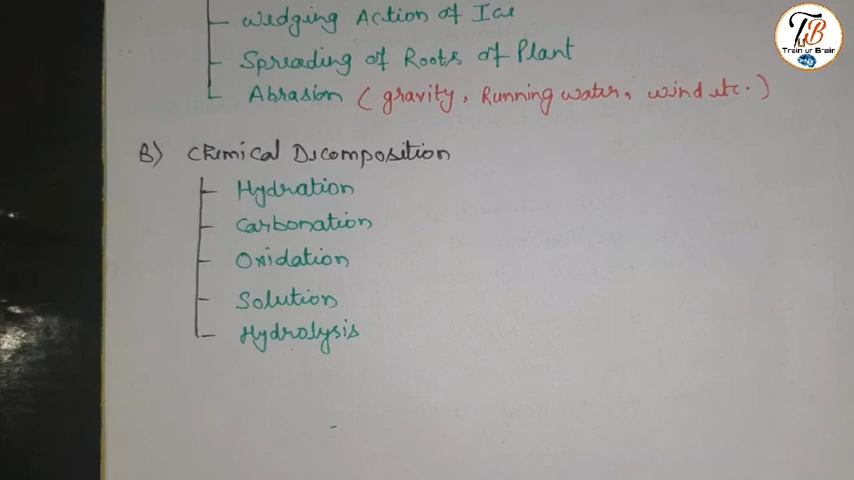 Wedging Action of Ice
Spreading of Roots of Plant
Abrasion (gravity, Running water, wind etc.)
B) Chemical Decomposition
Hydration
Carbonation
Oxidation
Solution
Hydrolysis
TuB
Train ur Brain